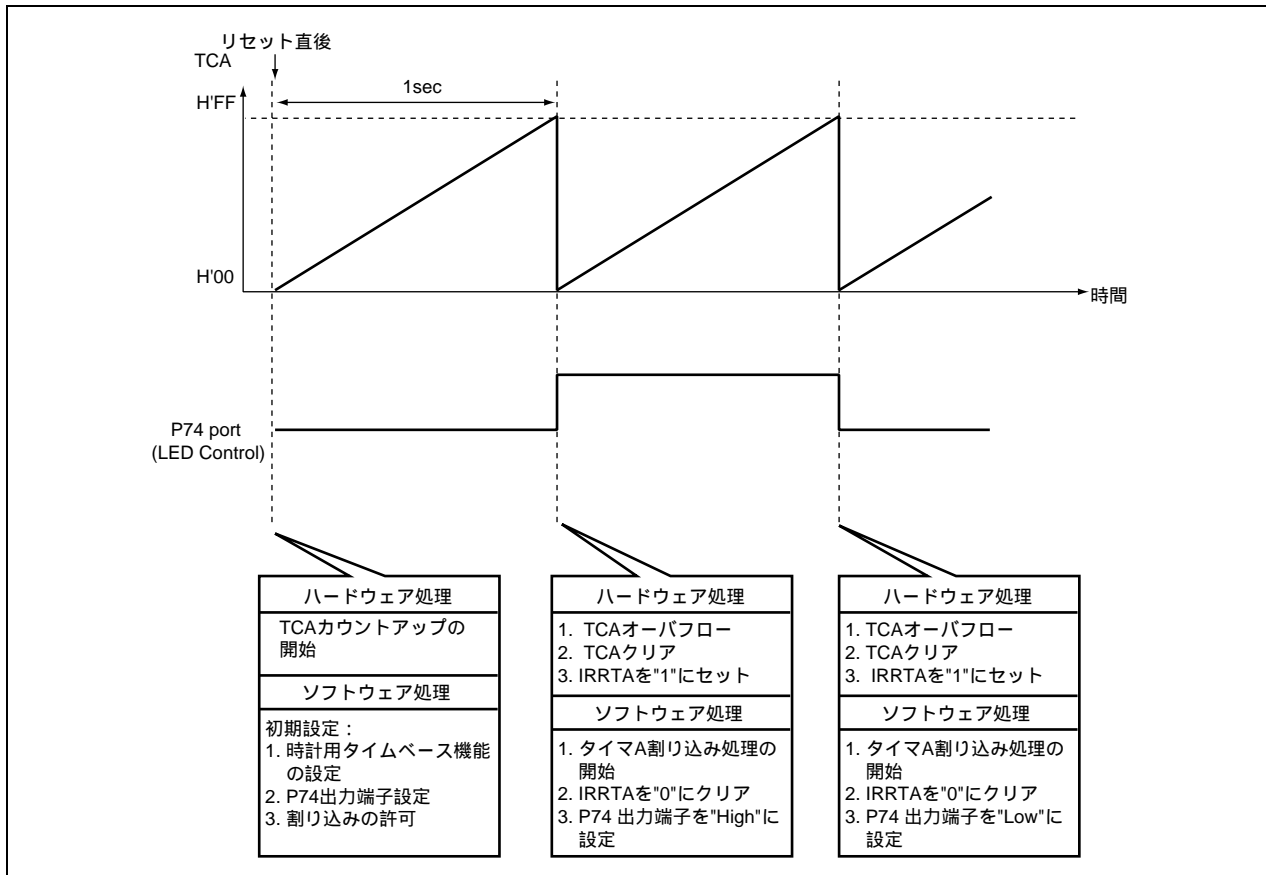 リセット直後
TCA
1sec
H'FF
H'00
時間
P74 port
(LED Control)
ハードウェア処理
TCAカウントアップの
開始
ソフトウェア処理
初期設定：
1. 時計用タイムベース機能
の設定
2. P74出力端子設定
3. 割り込みの許可
ハードウェア処理
1. TCAオーバフロー
2. TCAクリア
3. IRRTAを"1"にセット
ソフトウェア処理
1. タイマA割り込み処理の
開始
2. IRRTAを"0"にクリア
3. P74 出力端子を"High"に
設定
ハードウェア処理
1. TCAオーバフロー
2. TCAクリア
3. IRRTAを"1"にセット
ソフトウェア処理
1. タイマA割り込み処理の
開始
2. IRRTAを"0"にクリア
3. P74 出力端子を"Low"に
設定